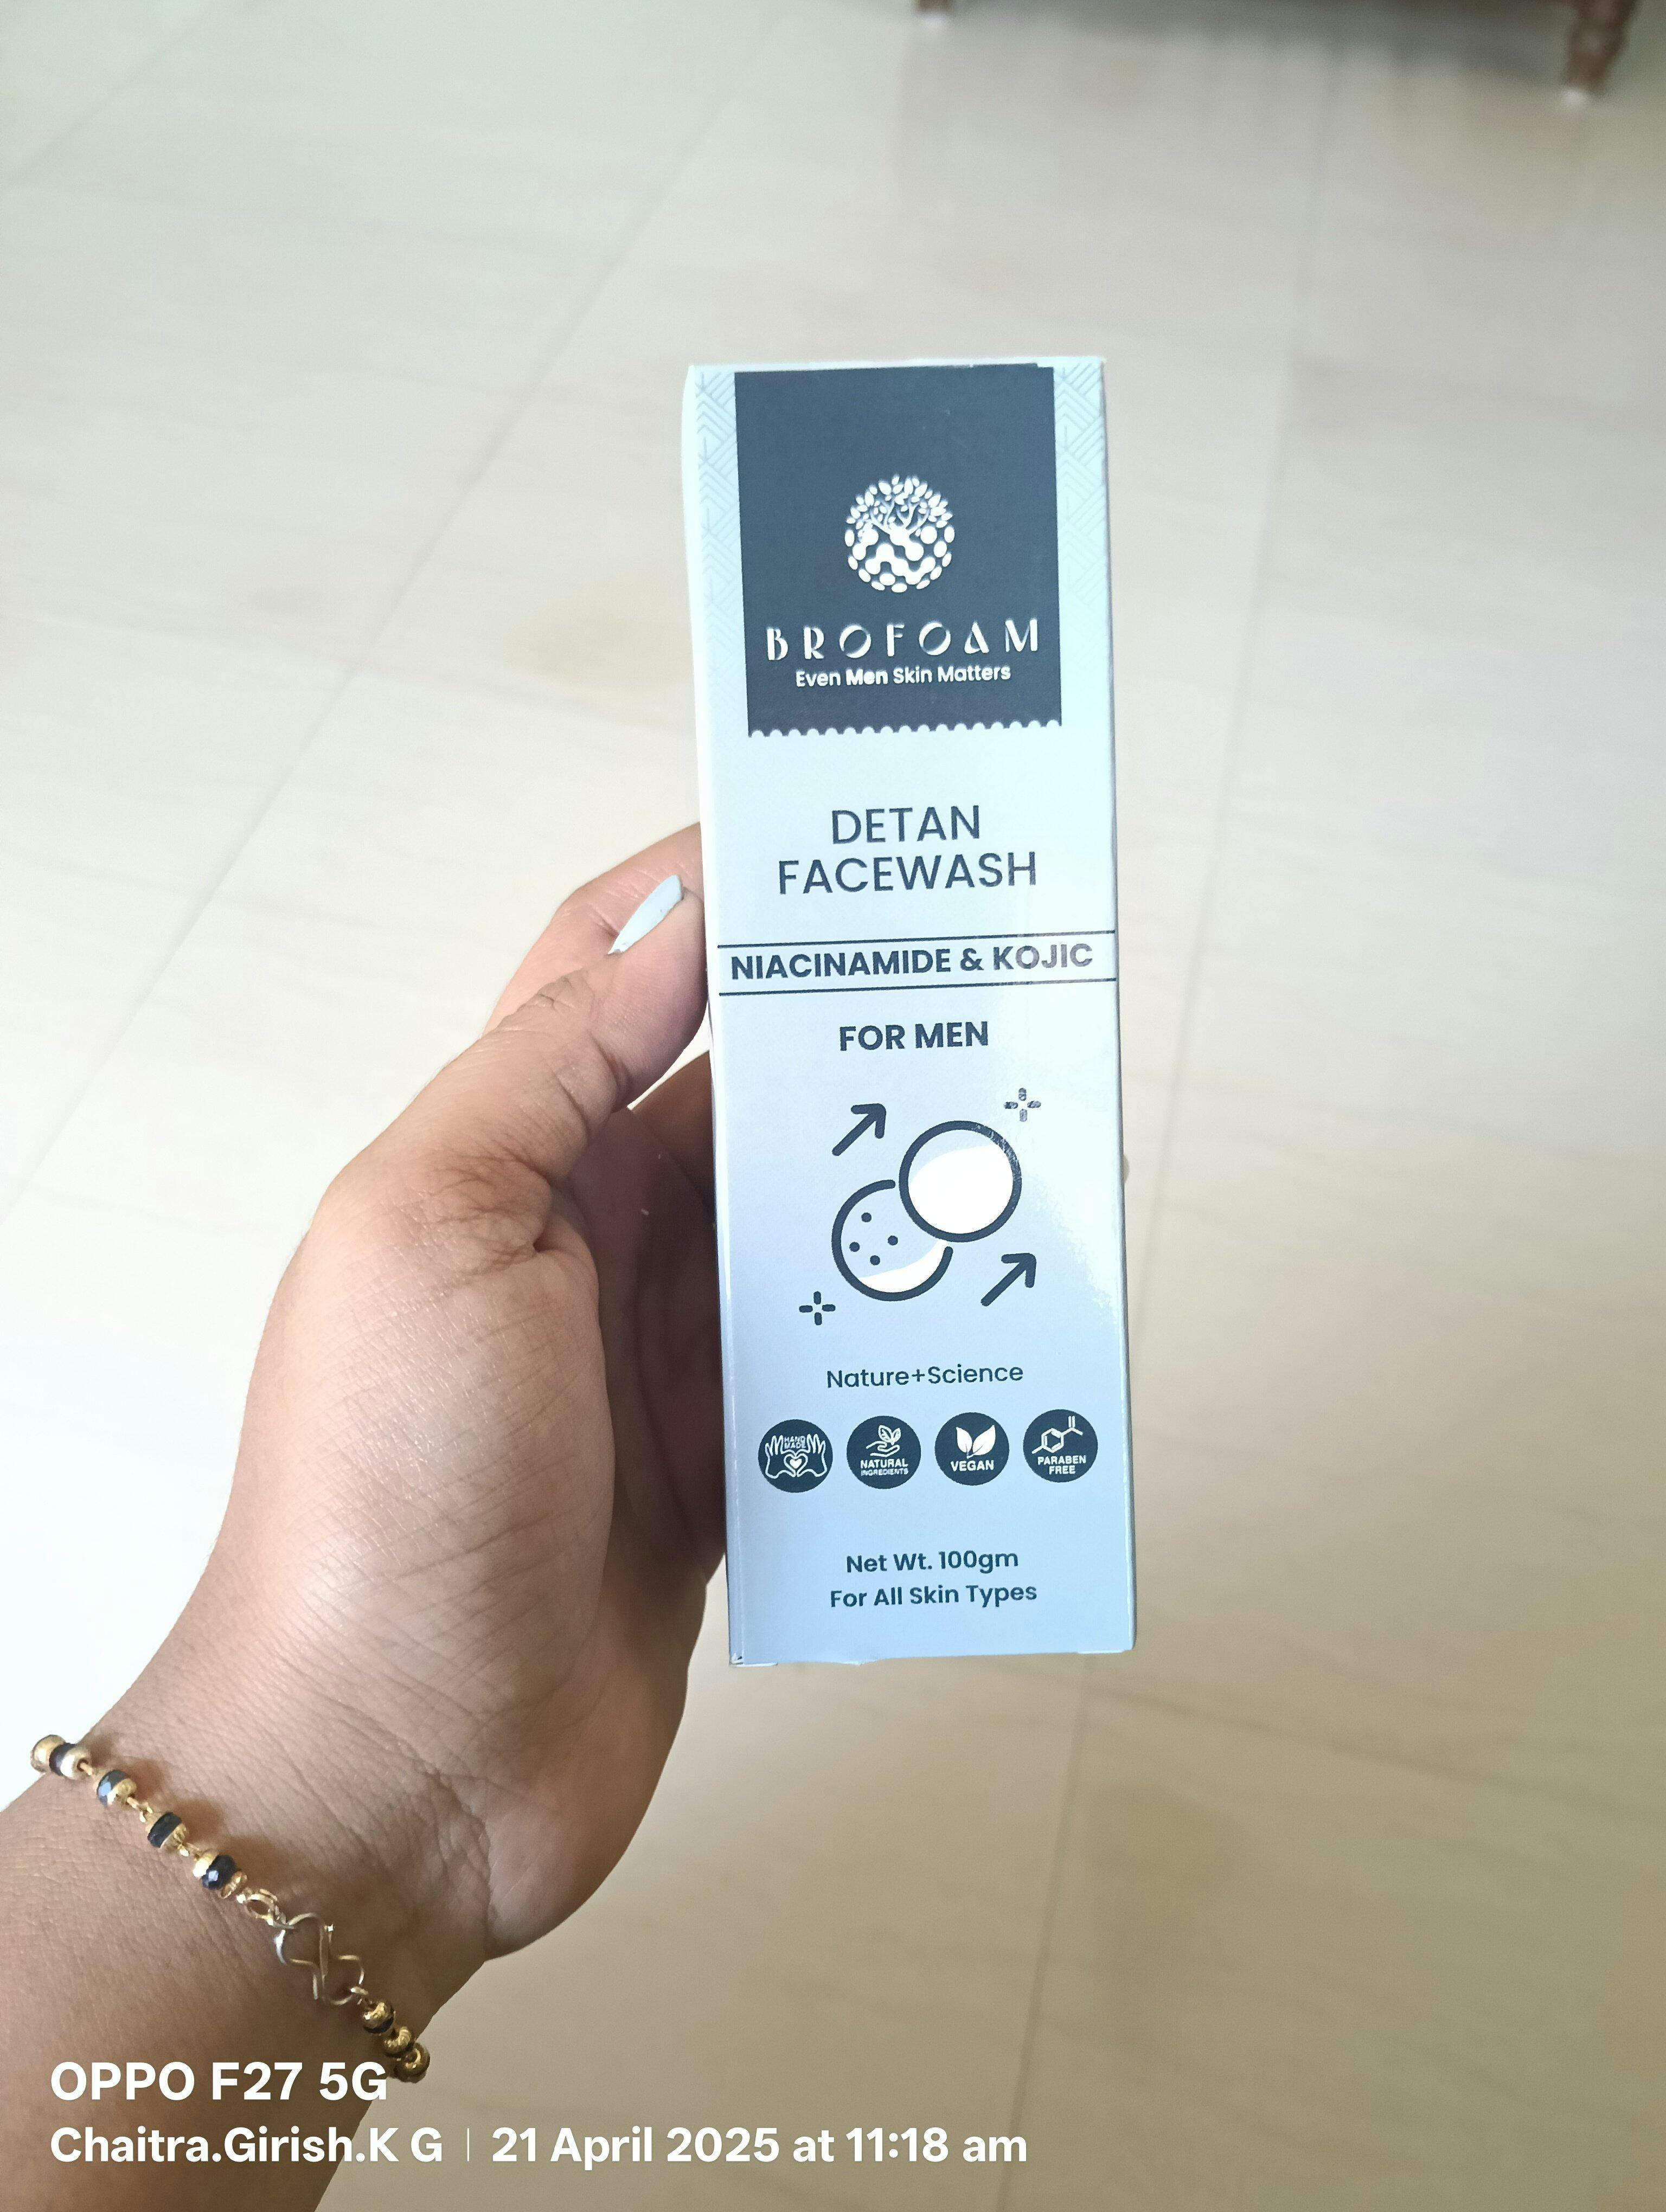 BROFOAM
Even Men Skin Matters
DETAN
FACEWASH
NIACINAMIDE & KOJIC
FOR MEN
Nature+Science
HAND
MADE
NATURAL
INGREDIENTS
VEGAN
PARABEN
FREE
Net Wt. 100gm
For All Skin Types
OPPO F27 5G
Chaitra.Girish.K G | 21 April 2025 at 11:18 am